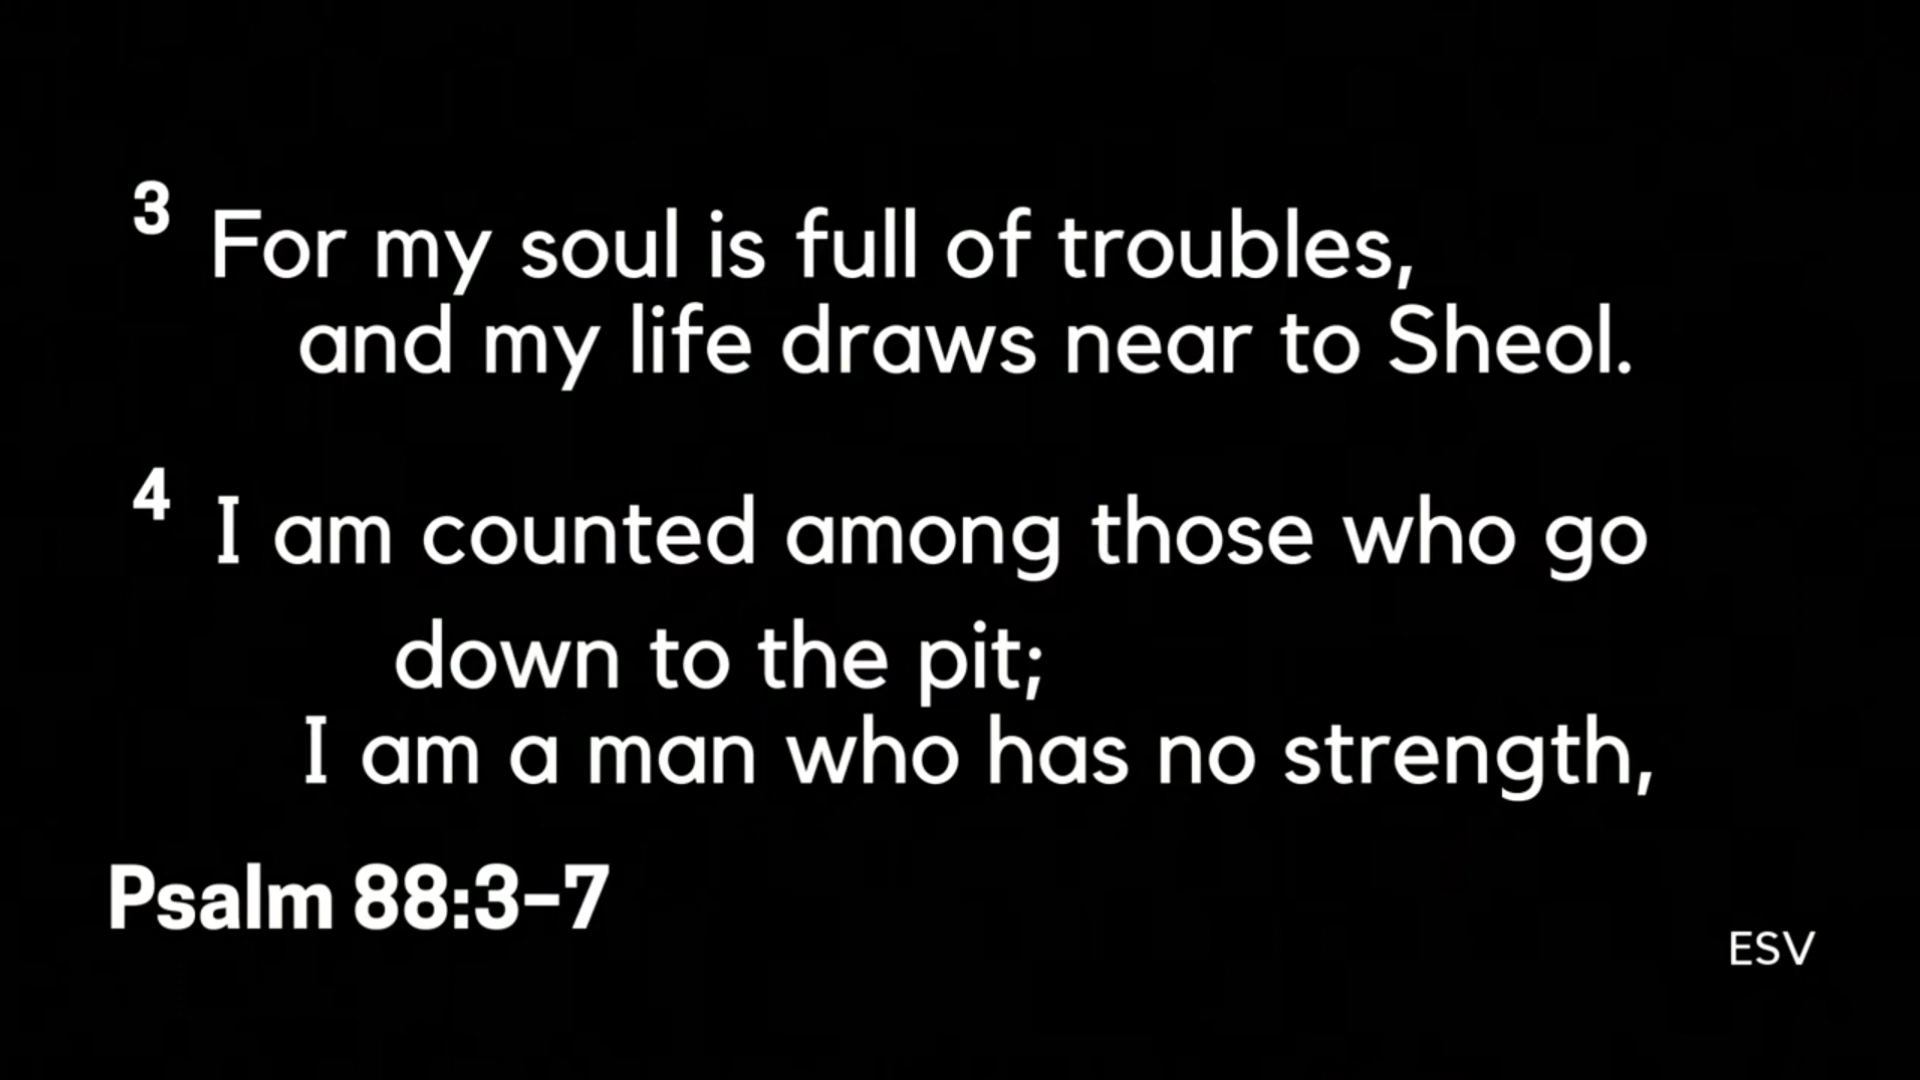 3 For my soul is full of troubles,
and my life draws near to Sheol.
4 I am counted among those who go
down to the pit;
I am a man who has no strength,
Psalm 88:3–7
ESV